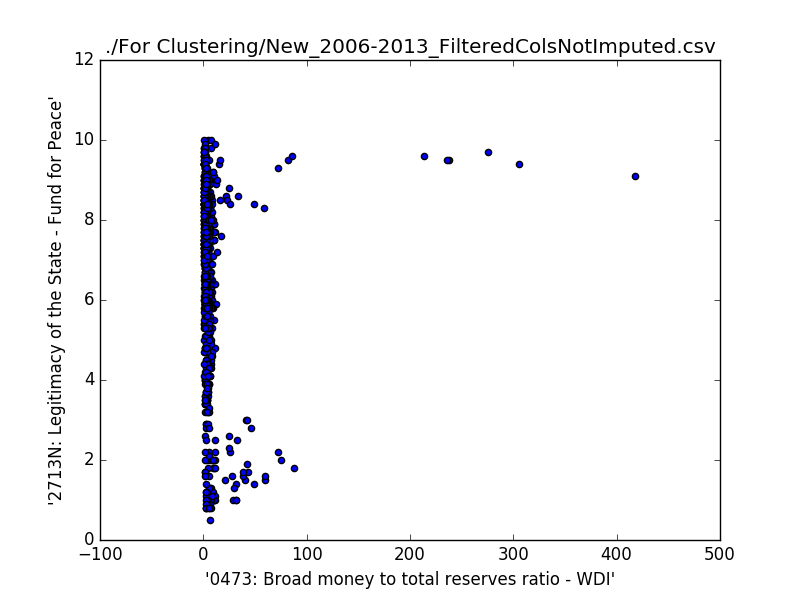 ./For Clustering/New_2006-2013_FilteredColsNotImputed.csv
12
10
8
6
4
2
0
'2713N: Legitimacy of the State - Fund for Peace'
−100 0 100 200 300 400 500
'0473: Broad money to total reserves ratio - WDI'